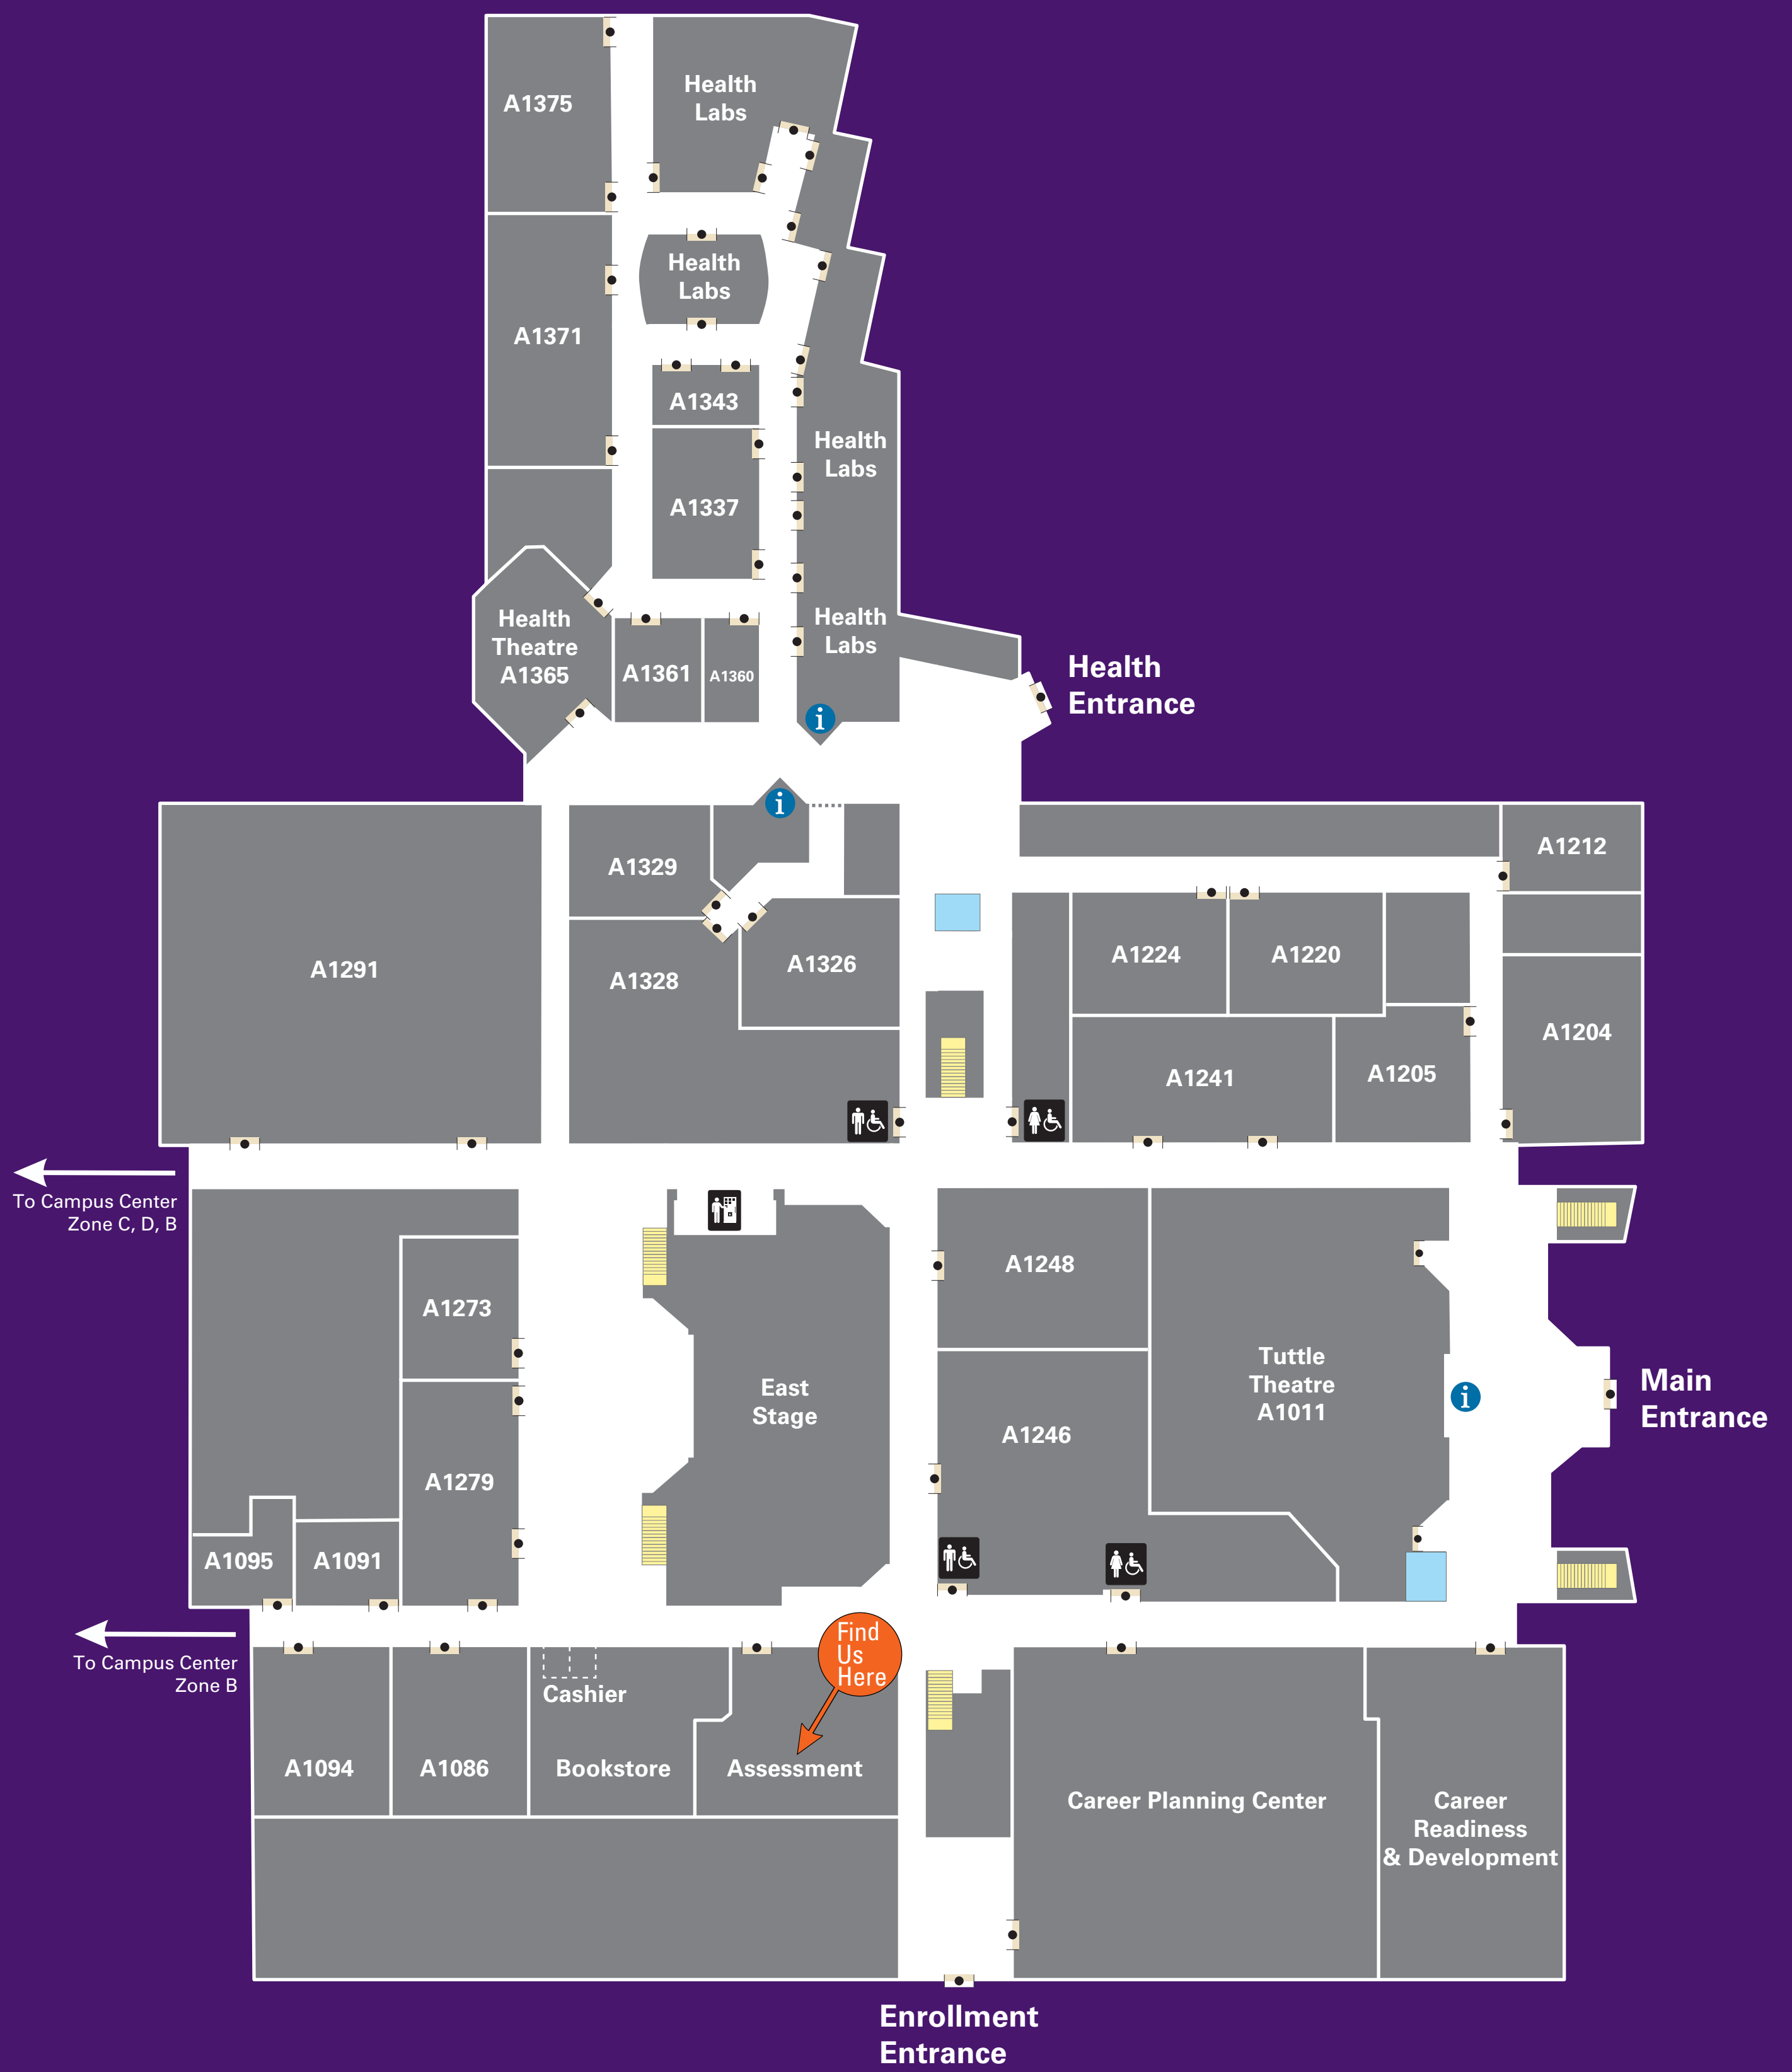 A1375
Health
Labs
Health
Labs
A1371
A1343
Health
Labs
A1337
Health
Theatre
A1365
A1361
A1360
Health
Labs
Health
Entrance
i
i
A1329
A1212
A1291
A1328
A1326
A1224
A1220
A1204
A1241
A1205
To Campus Center
Zone C, D, B
A1273
A1248
East
Stage
Tuttle
Theatre
A1011
i
Main
Entrance
A1279
A1246
A1095
A1091
To Campus Center
Zone B
Find
Us
Here
Cashier
A1094
A1086
Bookstore
Assessment
Career Planning Center
Career
Readiness
& Development
Enrollment
Entrance